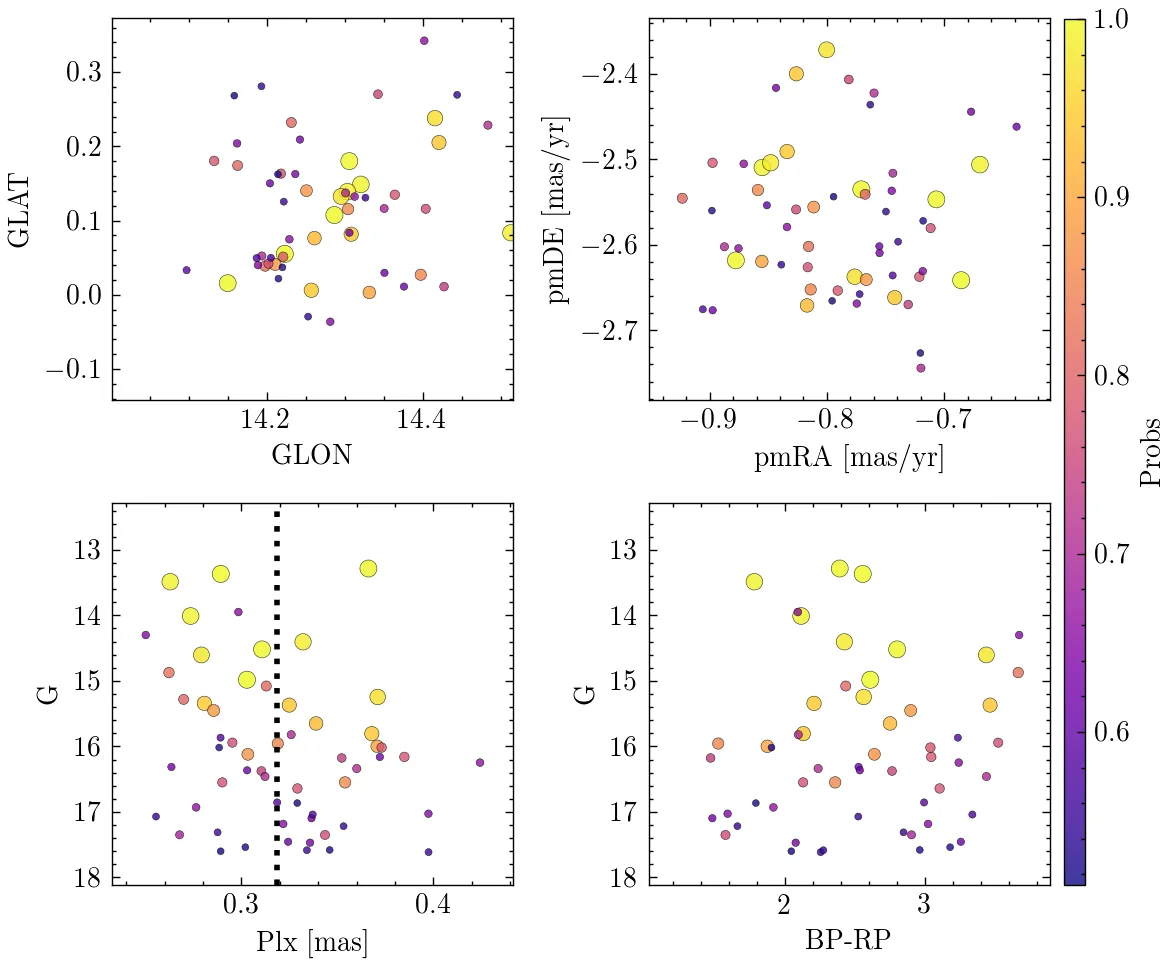 0.3
0.2
0.1
0.0
−0.1
GLAT
14.2 14.4
GLON
−2.4
−2.5
−2.6
−2.7
pmDE [mas/yr]
−0.9 −0.8 −0.7
pmRA [mas/yr]
1.0
0.9
0.8
0.7
0.6
Probs
13
14
15
16
17
18
G
0.3 0.4
Plx [mas]
13
14
15
16
17
18
G
2 3
BP-RP